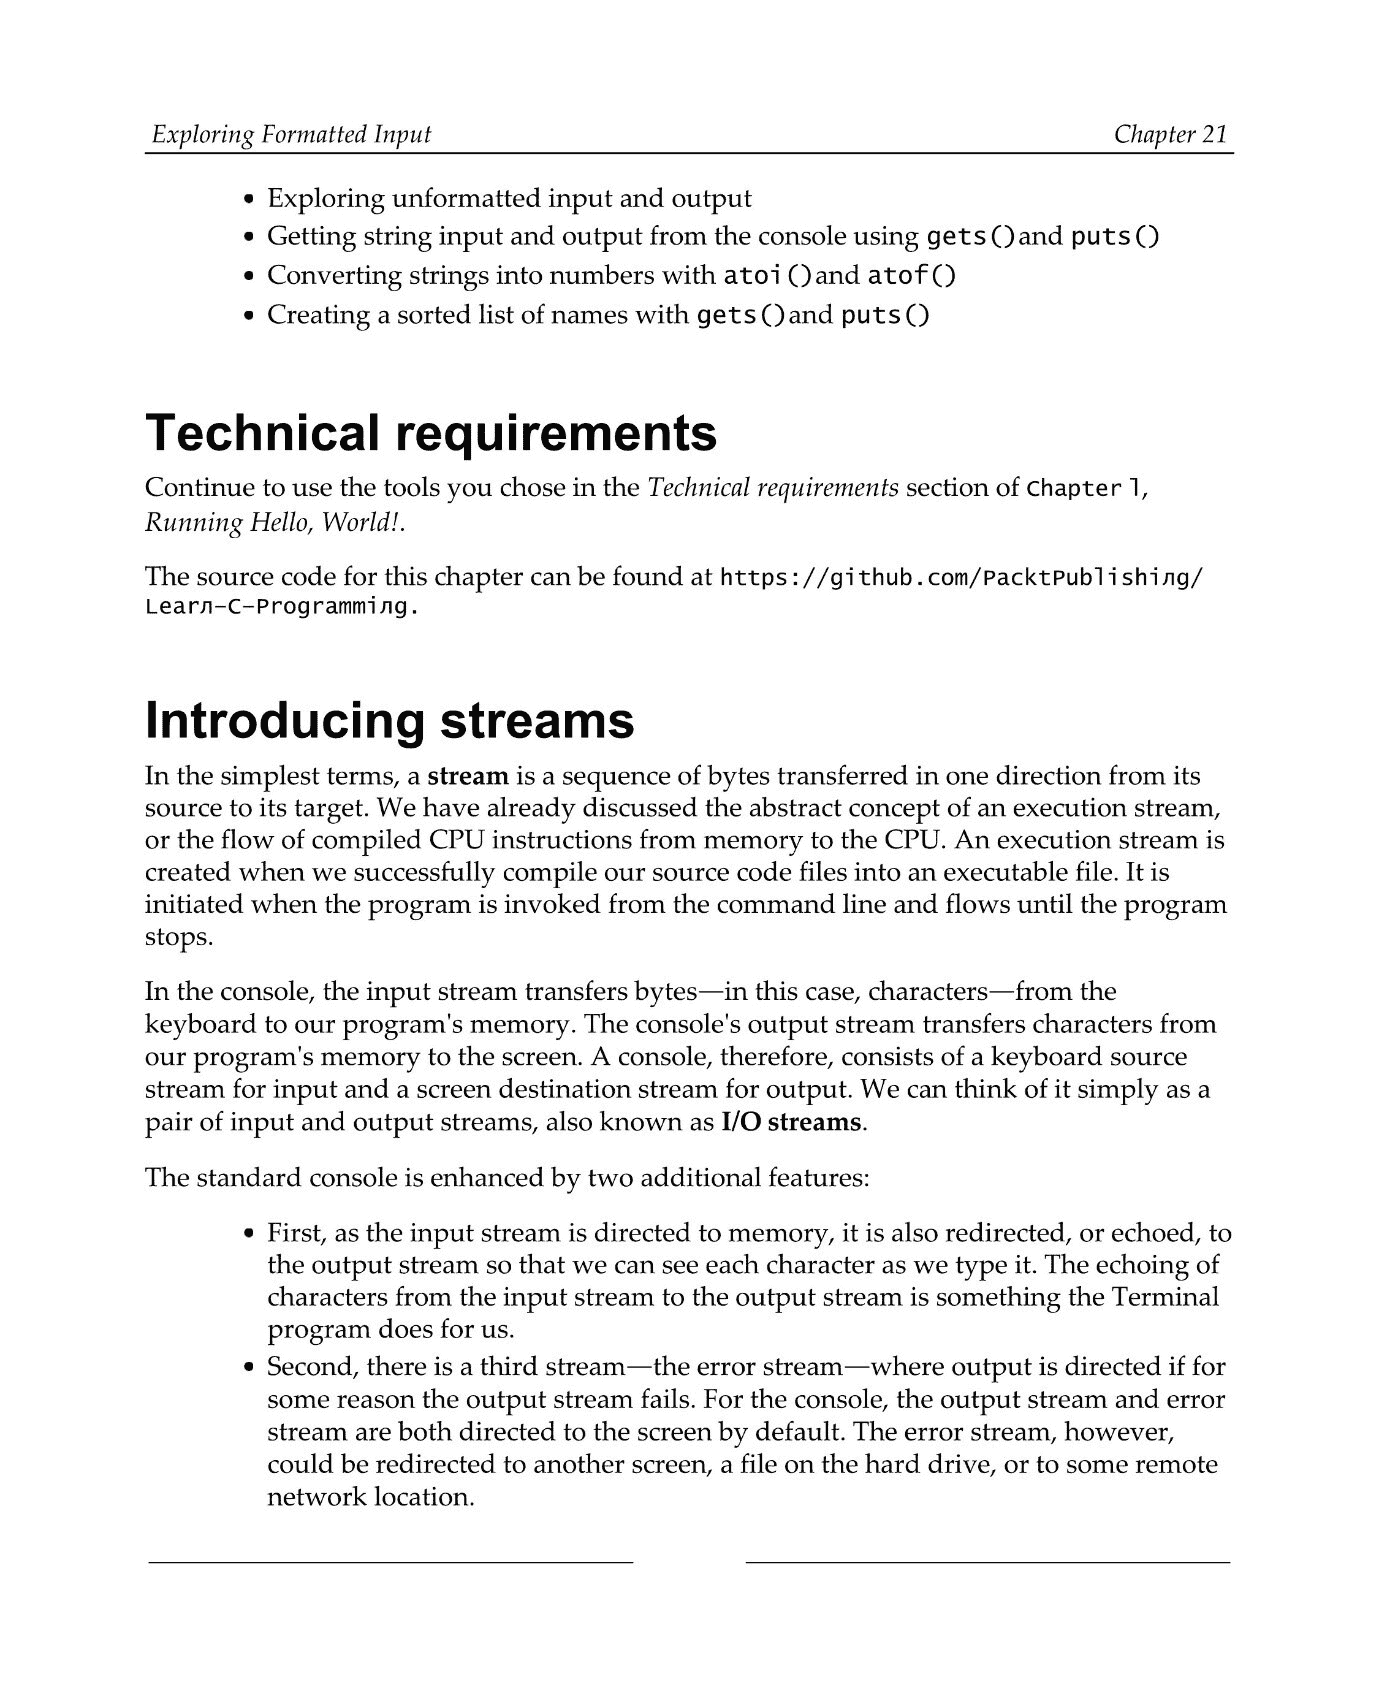 Exploring Formatted Input Chapter 21
• Exploring unformatted input and output
• Getting string input and output from the console using gets()and puts()
• Converting strings into numbers with atoi()and atof()
• Creating a sorted list of names with gets()and puts()
Technical requirements
Continue to use the tools you chose in the Technical requirements section of Chapter 1,
Running Hello, World!.
The source code for this chapter can be found at https://github.com/PacktPublishing/
Learn-C-Programming.
Introducing streams
In the simplest terms, a stream is a sequence of bytes transferred in one direction from its
source to its target. We have already discussed the abstract concept of an execution stream,
or the flow of compiled CPU instructions from memory to the CPU. An execution stream is
created when we successfully compile our source code files into an executable file. It is
initiated when the program is invoked from the command line and flows until the program
stops.
In the console, the input stream transfers bytes—in this case, characters—from the
keyboard to our program's memory. The console's output stream transfers characters from
our program's memory to the screen. A console, therefore, consists of a keyboard source
stream for input and a screen destination stream for output. We can think of it simply as a
pair of input and output streams, also known as I/O streams.
The standard console is enhanced by two additional features:
• First, as the input stream is directed to memory, it is also redirected, or echoed, to
the output stream so that we can see each character as we type it. The echoing of
characters from the input stream to the output stream is something the Terminal
program does for us.
• Second, there is a third stream—the error stream—where output is directed if for
some reason the output stream fails. For the console, the output stream and error
stream are both directed to the screen by default. The error stream, however,
could be redirected to another screen, a file on the hard drive, or to some remote
network location.